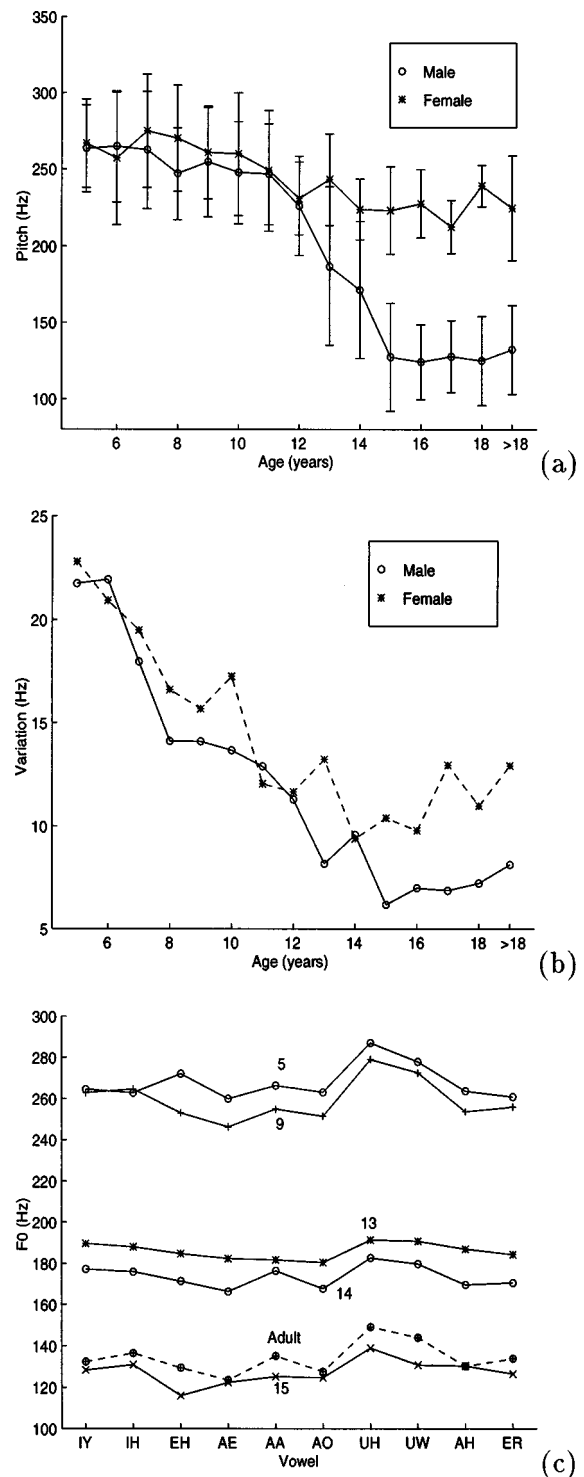 350
300
250
200
150
100
Pitch (Hz)
Male
Female
6 8 10 12 14 16 18 >18
Age (years)
(a)
25
20
15
10
5
Variation (Hz)
Male
Female
6 8 10 12 14 16 18 >18
Age (years)
(b)
300
280
260
240
220
200
180
160
140
120
100
F0 (Hz)
5
9
13
14
Adult
15
IY IH EH AE AA AO UH UW AH ER
Vowel
(c)